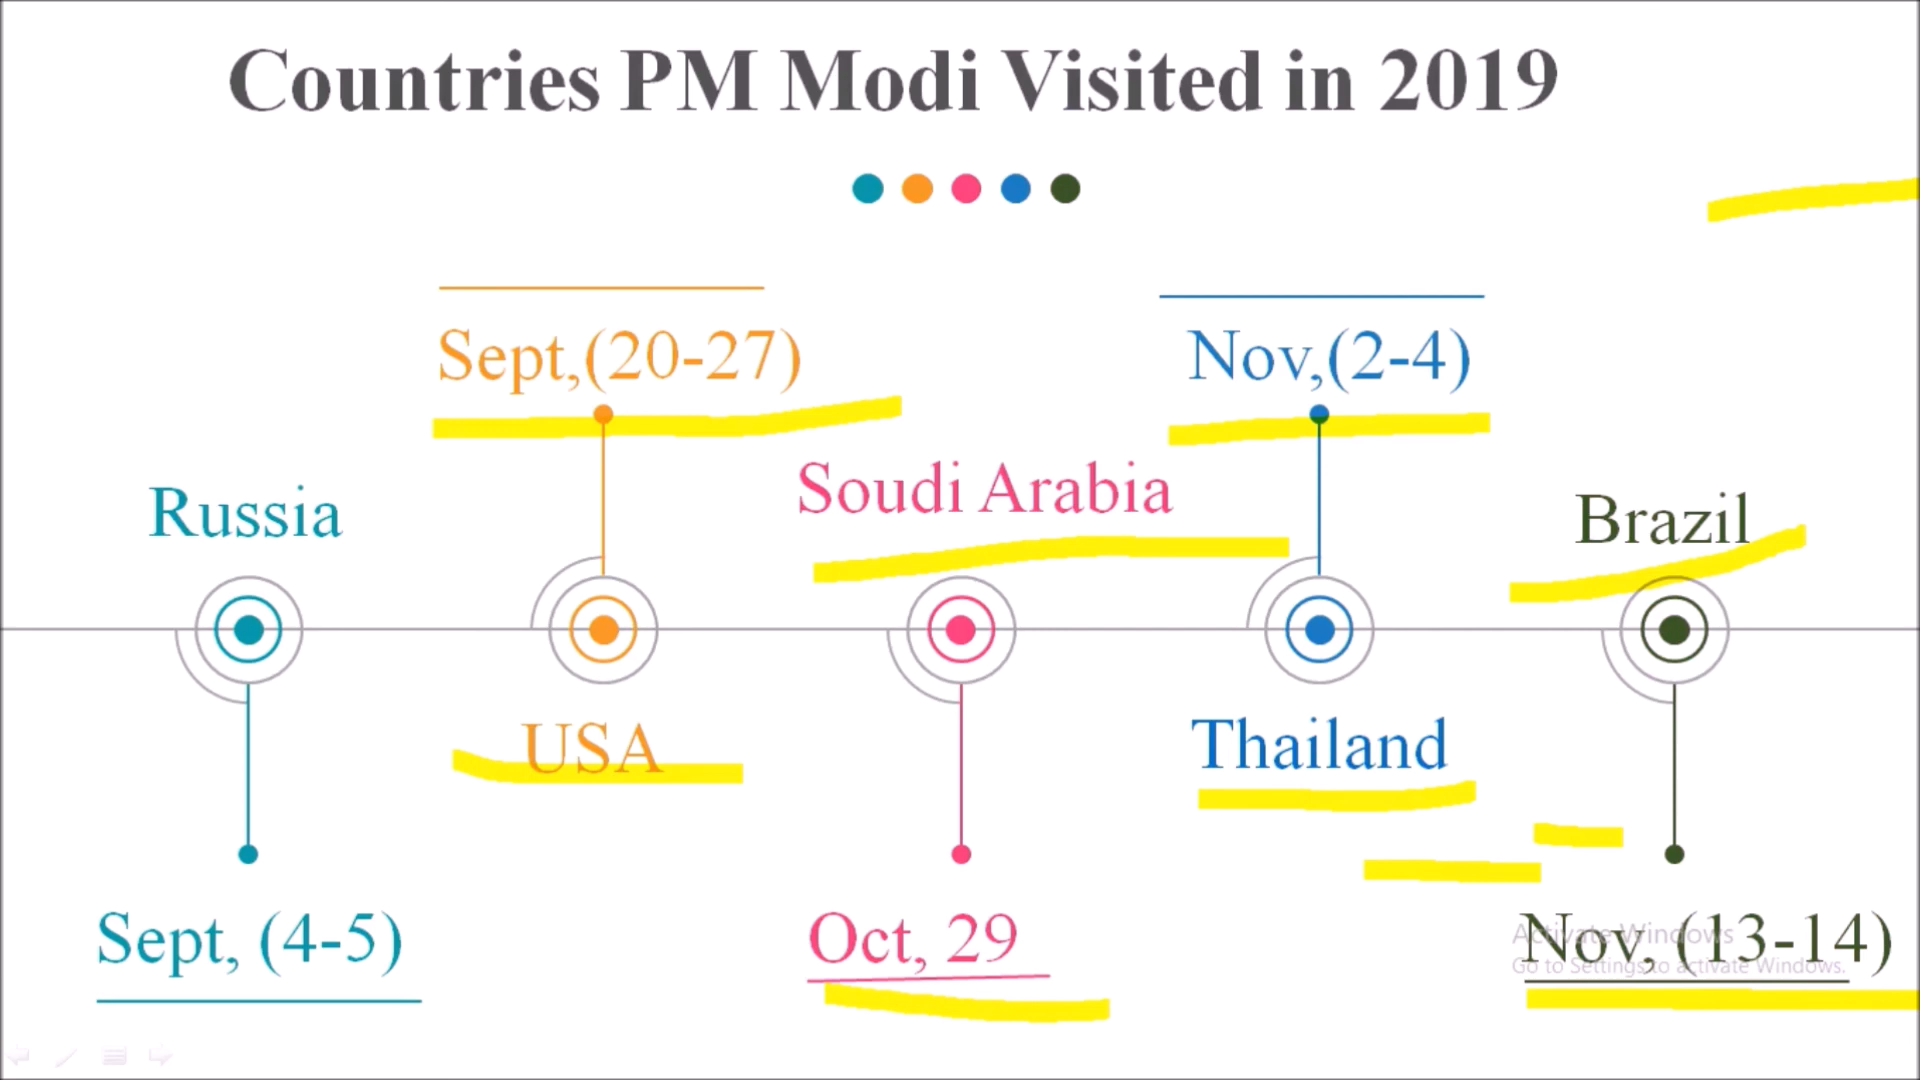 Countries PM Modi Visited in 2019
Sept,(20-27)
Nov,(2-4)
Russia
Soudi Arabia
Brazil
USA
Thailand
Sept, (4-5)
Oct, 29
Nov, (13-14)
Activate Windows
Go to Settings to activate Windows.